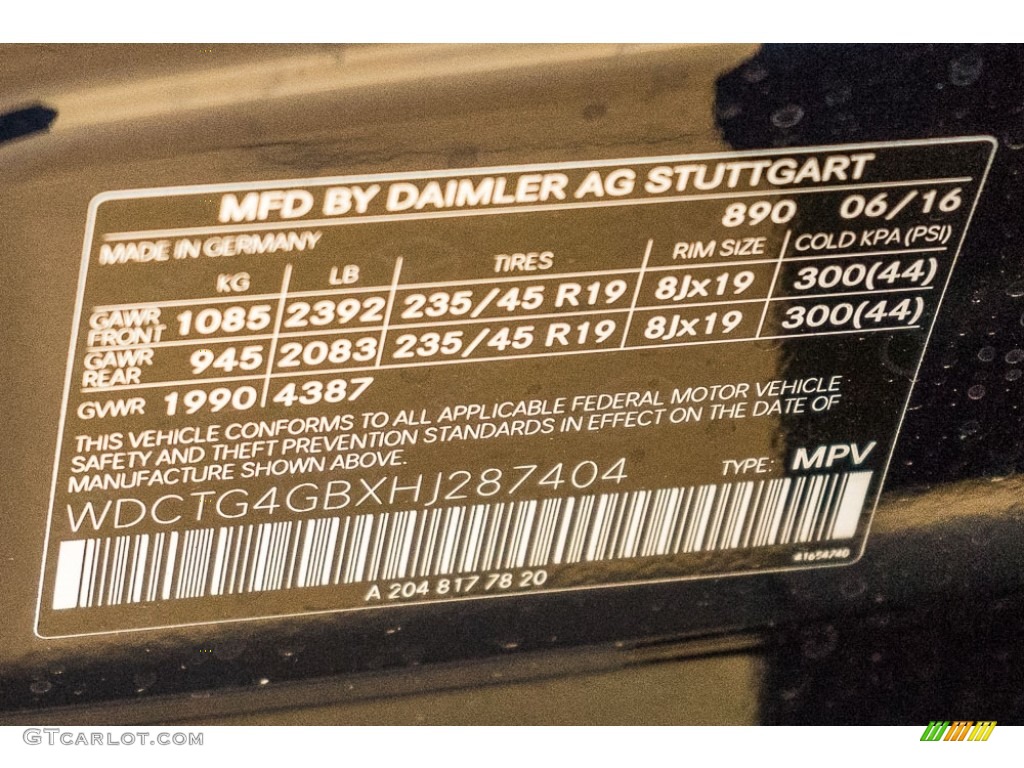 MFD BY DAIMLER AG STUTTGART
890 06/16
MADE IN GERMANY
KG LB TIRES RIM SIZE COLD KPA (PSI)
GAWR FRONT 1085 2392 235/45 R19 8Jx19 300(44)
GAWR REAR 945 2083 235/45 R19 8Jx19 300(44)
GVWR 1990 4387
THIS VEHICLE CONFORMS TO ALL APPLICABLE FEDERAL MOTOR VEHICLE
SAFETY AND THEFT PREVENTION STANDARDS IN EFFECT ON THE DATE OF
MANUFACTURE SHOWN ABOVE.
WDCTG4GBXHJ287404 TYPE: MPV
A 204 817 78 20
GTCARLOT.COM